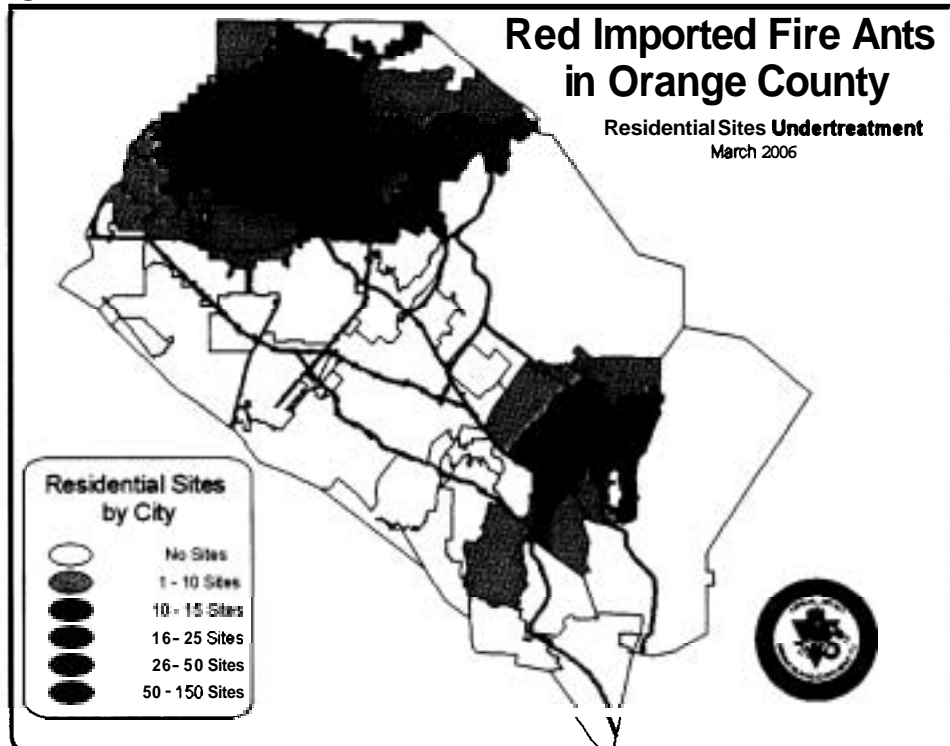 Red Imported Fire Ants
in Orange County
Residential Sites Undertreatment
March 2006
Residential Sites
by City
No Sites
1 - 10 Sites
10 - 15 Sites
16 - 25 Sites
26 - 50 Sites
50 - 150 Sites